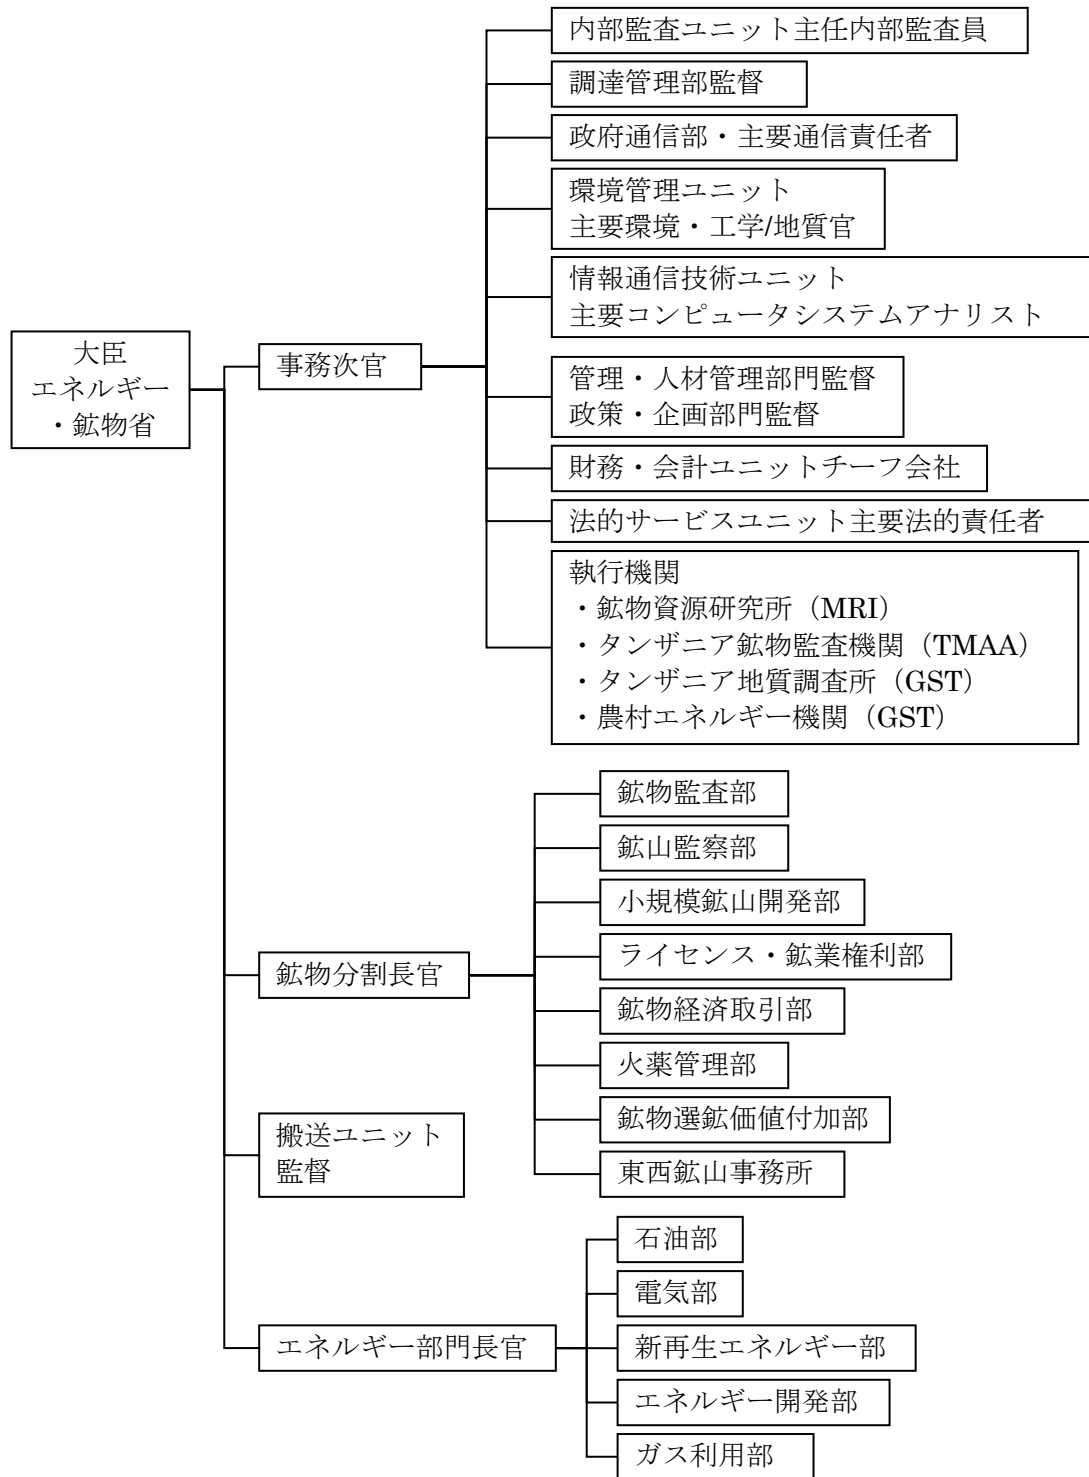 大臣
エネルギー
・鉱物省
事務次官
内部監査ユニット主任内部監査員
調達管理部監督
政府通信部・主要通信責任者
環境管理ユニット
主要環境・工学/地質官
情報通信技術ユニット
主要コンピュータシステムアナリスト
管理・人材管理部門監督
政策・企画部門監督
財務・会計ユニットチーフ会社
法的サービスユニット主要法的責任者
執行機関
・鉱物資源研究所（MRI）
・タンザニア鉱物監査機関（TMAA）
・タンザニア地質調査所（GST）
・農村エネルギー機関（GST）
鉱物分割長官
鉱物監査部
鉱山監察部
小規模鉱山開発部
ライセンス・鉱業権利部
鉱物経済取引部
火薬管理部
鉱物選鉱価値付加部
東西鉱山事務所
搬送ユニット
監督
エネルギー部門長官
石油部
電気部
新再生エネルギー部
エネルギー開発部
ガス利用部